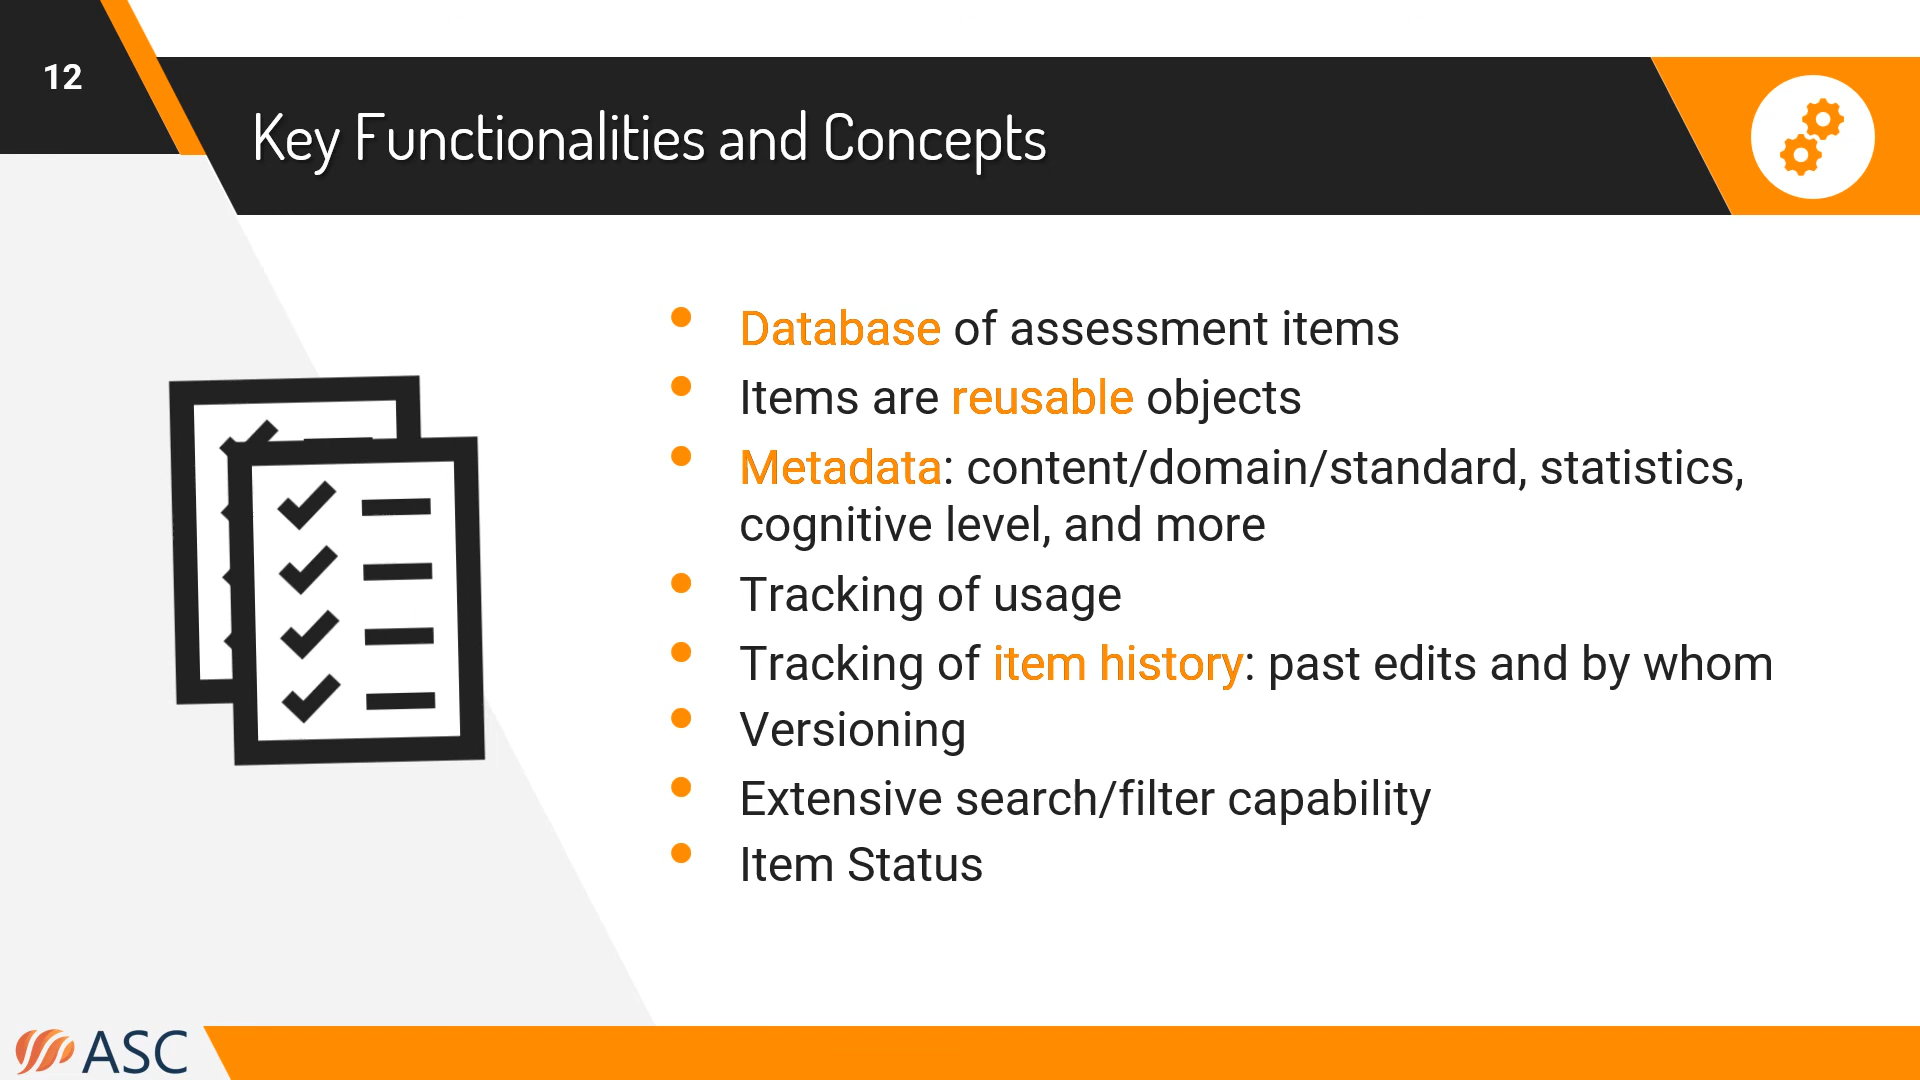 12
Key Functionalities and Concepts
Database of assessment items
Items are reusable objects
Metadata: content/domain/standard, statistics,
cognitive level, and more
Tracking of usage
Tracking of item history: past edits and by whom
Versioning
Extensive search/filter capability
Item Status
ASC